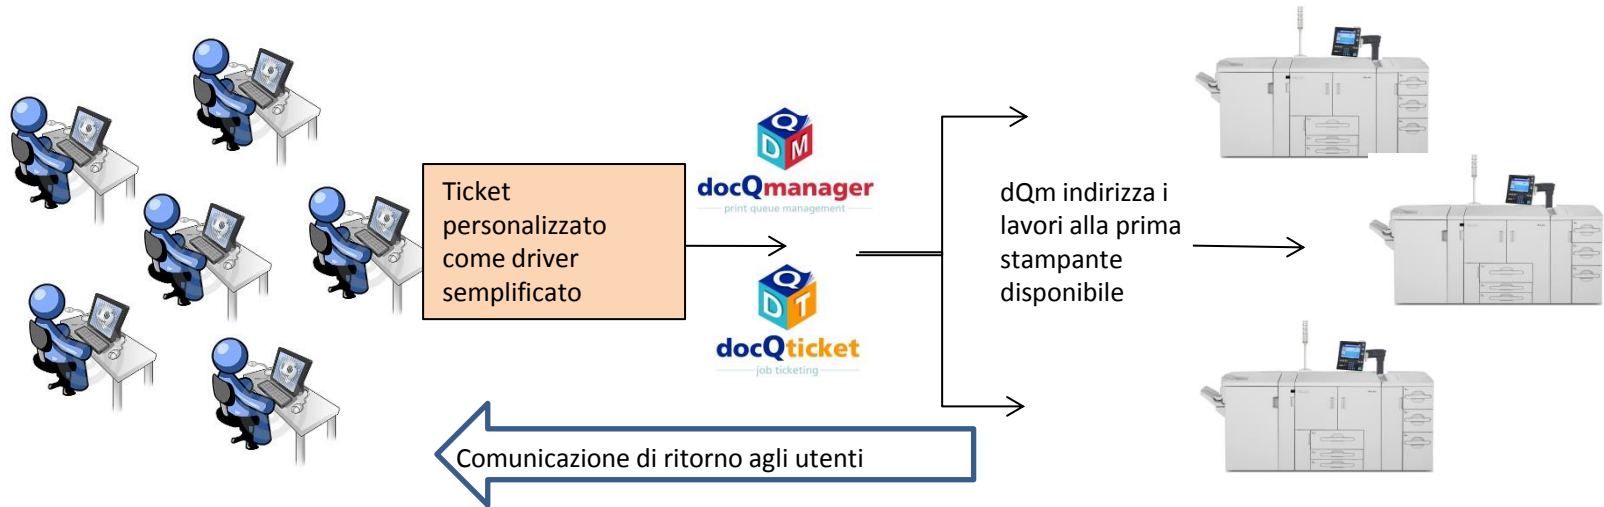 Ticket
personalizzato
come driver
semplificato
Q
D M
docQmanager
print queue management
Q
D T
docQticket
job ticketing
dQm indirizza i
lavori alla prima
stampante
disponibile
Comunicazione di ritorno agli utenti